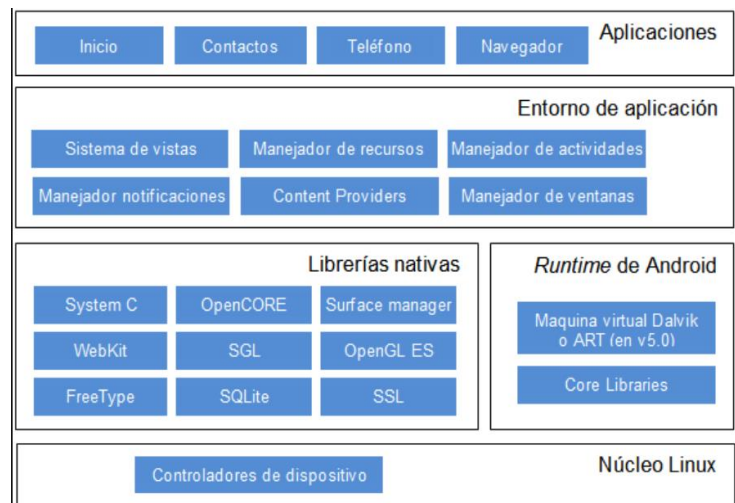 Aplicaciones
Inicio
Contactos
Teléfono
Navegador
Entorno de aplicación
Sistema de vistas
Manejador de recursos
Manejador de actividades
Manejador notificaciones
Content Providers
Manejador de ventanas
Librerías nativas
System C
OpenCORE
Surface manager
WebKit
SGL
OpenGL ES
FreeType
SQLite
SSL
Runtime de Android
Maquina virtual Dalvik
o ART (en v5.0)
Core Libraries
Núcleo Linux
Controladores de dispositivo